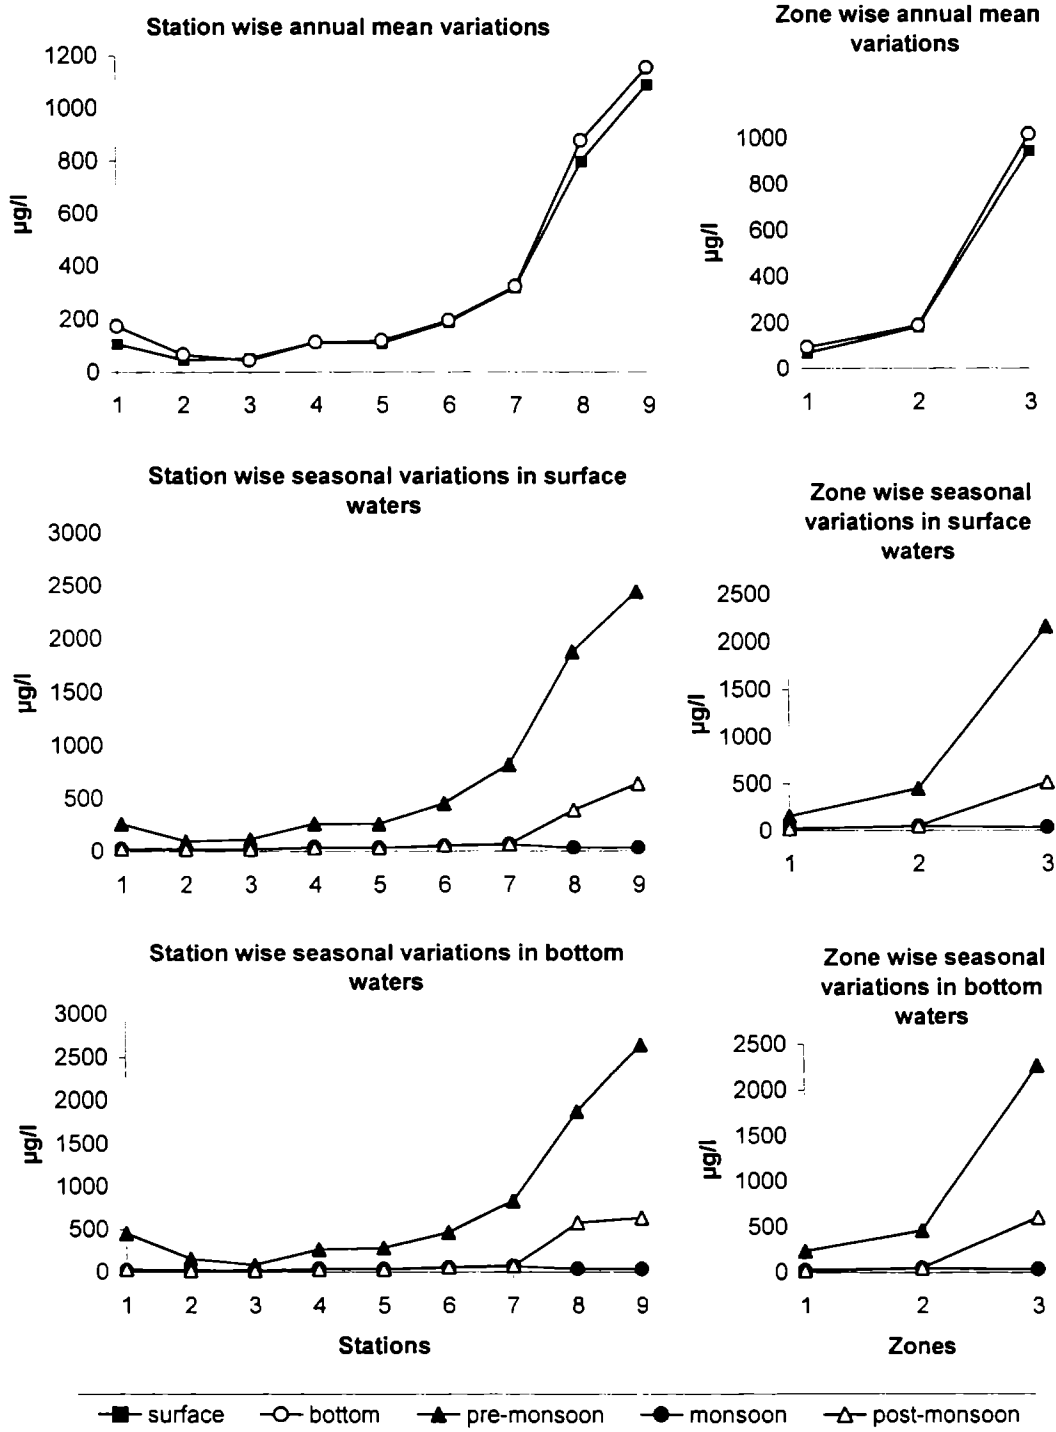 Station wise annual mean variations
1200
1000
800
600
400
200
0
µg/l
1 2 3 4 5 6 7 8 9
Zone wise annual mean
variations
1000
800
600
400
200
0
µg/l
1 2 3
Station wise seasonal variations in surface
waters
3000
2500
2000
1500
1000
500
0
µg/l
1 2 3 4 5 6 7 8 9
Zone wise seasonal
variations in surface
waters
2500
2000
1500
1000
500
0
µg/l
1 2 3
Station wise seasonal variations in bottom
waters
3000
2500
2000
1500
1000
500
0
µg/l
1 2 3 4 5 6 7 8 9
Stations
Zone wise seasonal
variations in bottom
waters
2500
2000
1500
1000
500
0
µg/l
1 2 3
Zones
surface bottom pre-monsoon monsoon post-monsoon